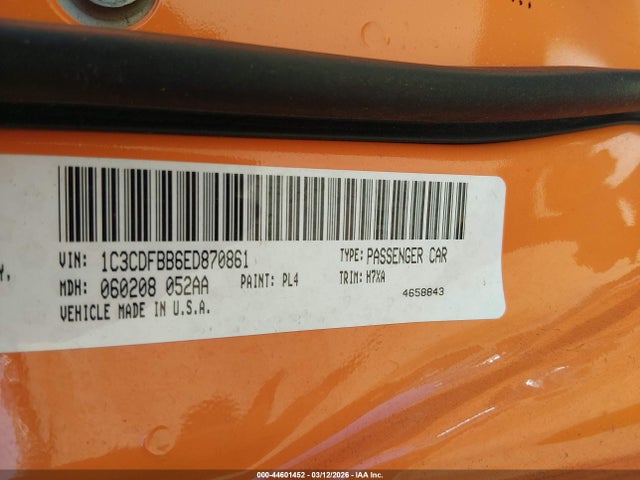 Y,
VIN: 1C3CDFBB6ED870861 TYPE: PASSENGER CAR
MDH: 060208 052AA PAINT: PL4 TRIM: H7XA
VEHICLE MADE IN U.S.A. 4658843
000-44601452 - 03/12/2026 - IAA Inc.